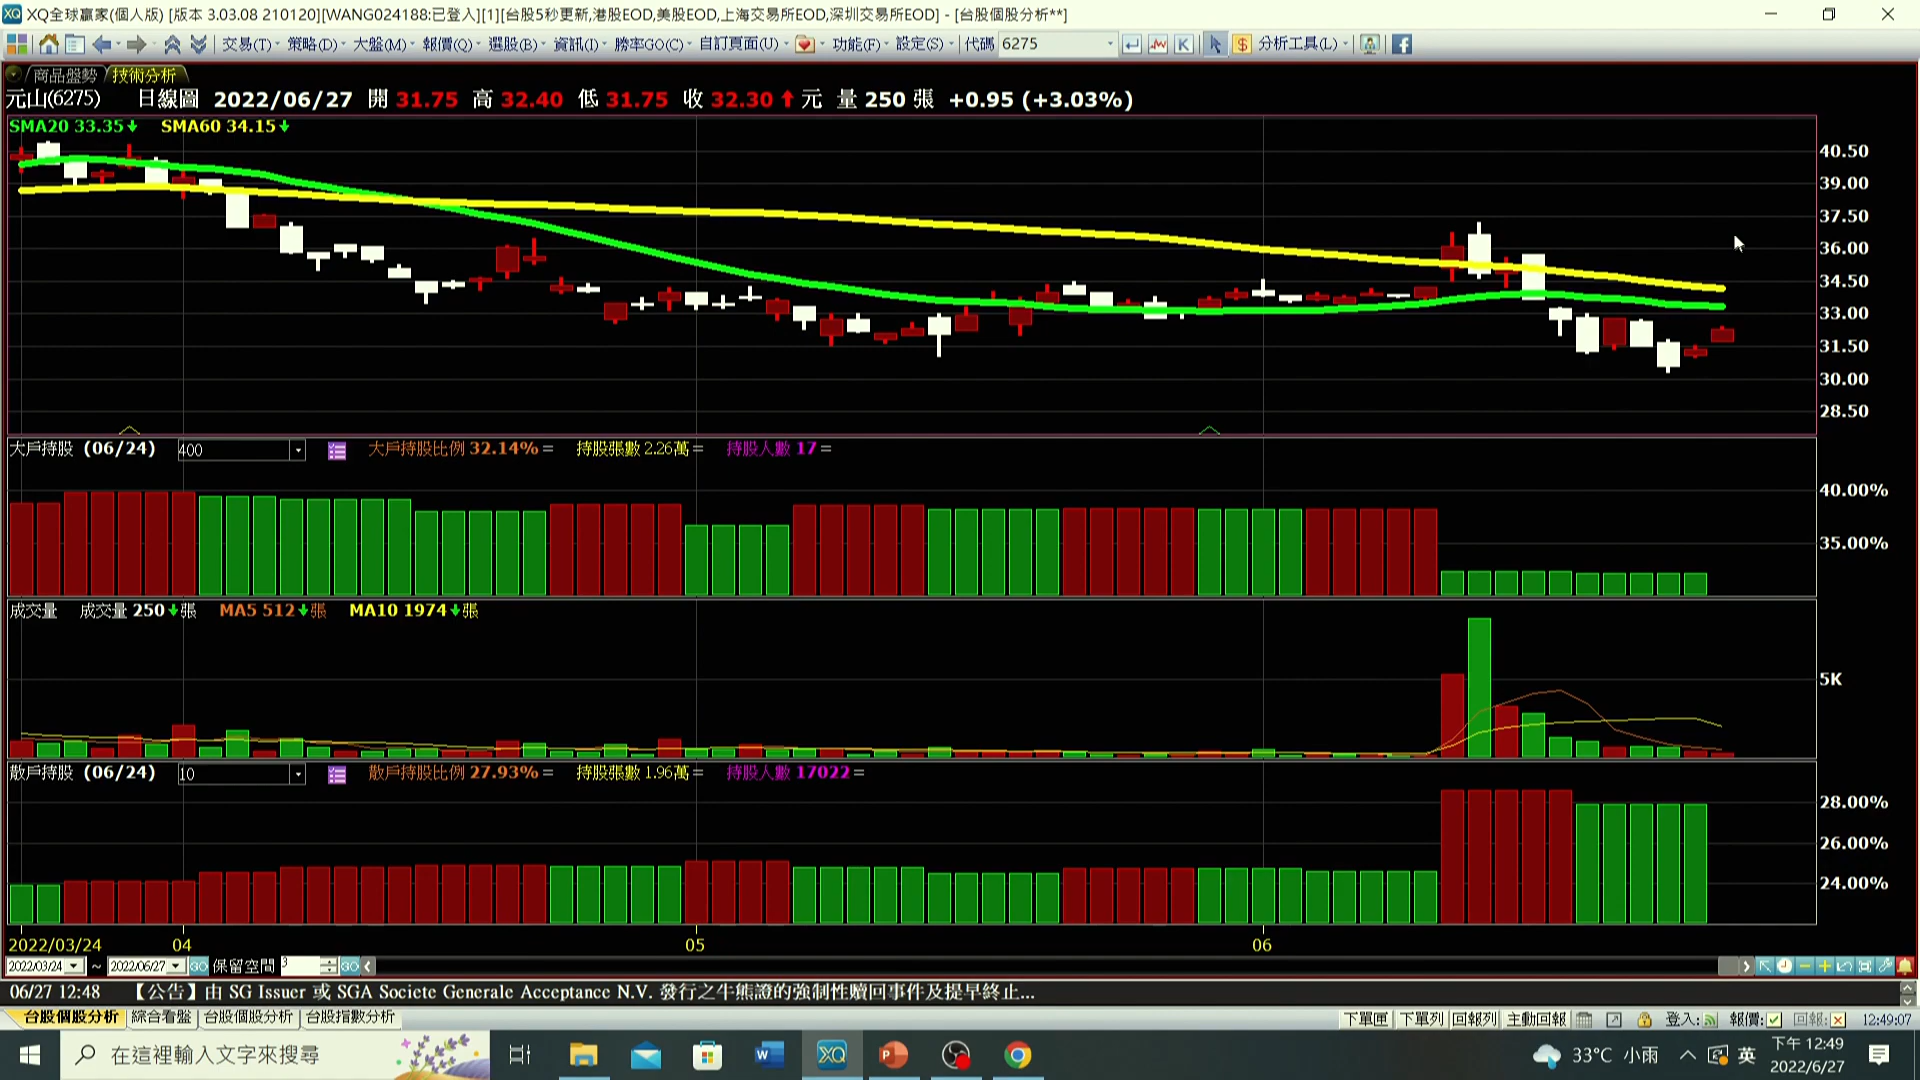 XQ全球贏家(個人版) [版本 3.03.08 210120][WANG024188:已登入][1][台股5秒更新,港股EOD,美股EOD,上海交易所EOD,深圳交易所EOD] - [台股個股分析**]
交易(T) 策略(D) 大盤(M) 報價(Q) 選股(B) 資訊(I) 勝率GO(C) 自訂頁面(U) 功能(F) 設定(S) 代碼 6275 K $ 分析工具(L)
商品盤勢 技術分析
元山(6275) 日線圖 2022/06/27 開 31.75 高 32.40 低 31.75 收 32.30 ↑ 元 量 250 張 +0.95 (+3.03%)
SMA20 33.35↓ SMA60 34.15↓
40.50
39.00
37.50
36.00
34.50
33.00
31.50
30.00
28.50
大戶持股 (06/24) 400 大戶持股比例 32.14% = 持股張數 2.26萬 = 持股人數 17 =
40.00%
35.00%
成交量 成交量 250↓張 MA5 512↓張 MA10 1974↓張
5K
散戶持股 (06/24) 10 散戶持股比例 27.93% = 持股張數 1.96萬 = 持股人數 17022 =
28.00%
26.00%
24.00%
2022/03/24 04 05 06
2022/03/24 ~ 2022/06/27 保留空間 3
06/27 12:48 【公告】由 SG Issuer 或 SGA Societe Generale Acceptance N.V. 發行之牛熊證的強制性贖回事件及提早終止...
台股個股分析 綜合看盤 台股個股分析 台股指數分析 下單匣 下單列 回報列 主動回報 登入: 報價: 回報: 12:49:07
在這裡輸入文字來搜尋 33°C 小雨 英 下午 12:49
2022/6/27